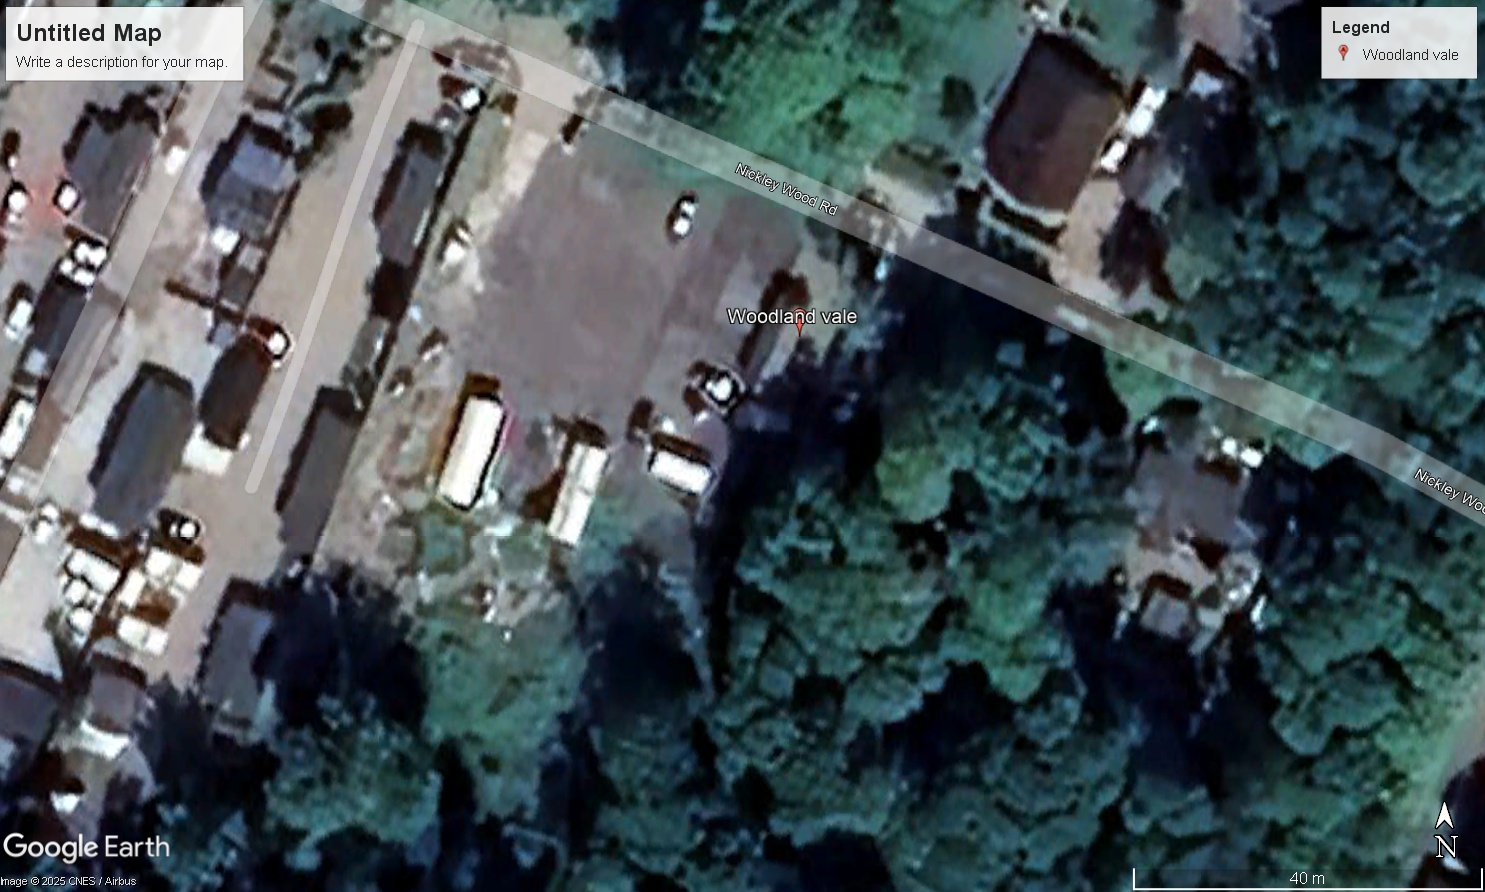 Untitled Map
Write a description for your map.
Legend
Woodland vale
Nickley Wood Rd
Woodland vale
Nickley Woo
Google Earth
Image © 2025 CNES / Airbus
N
40 m